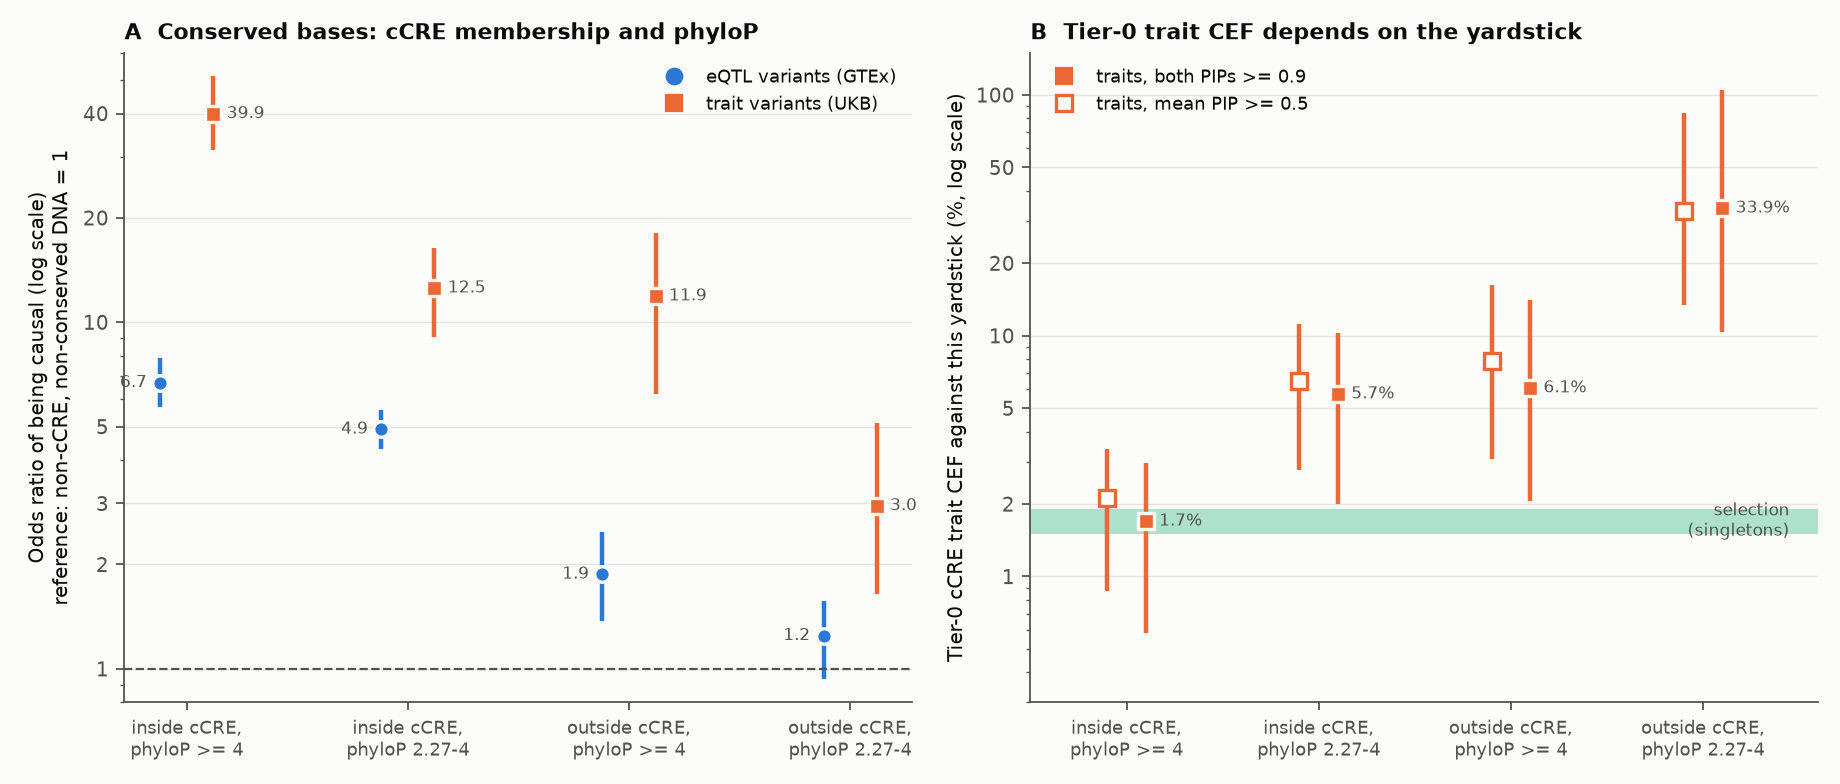 A Conserved bases: cCRE membership and phyloP
Odds ratio of being causal (log scale)
reference: non-cCRE, non-conserved DNA = 1
40
20
10
5
3
2
1
eQTL variants (GTEx)
trait variants (UKB)
39.9
12.5
11.9
6.7
4.9
3.0
1.9
1.2
inside cCRE,
phyloP >= 4
inside cCRE,
phyloP 2.27-4
outside cCRE,
phyloP >= 4
outside cCRE,
phyloP 2.27-4
B Tier-0 trait CEF depends on the yardstick
Tier-0 cCRE trait CEF against this yardstick (%, log scale)
100
50
20
10
5
2
1
traits, both PIPs >= 0.9
traits, mean PIP >= 0.5
33.9%
5.7%
6.1%
1.7%
selection
(singletons)
inside cCRE,
phyloP >= 4
inside cCRE,
phyloP 2.27-4
outside cCRE,
phyloP >= 4
outside cCRE,
phyloP 2.27-4